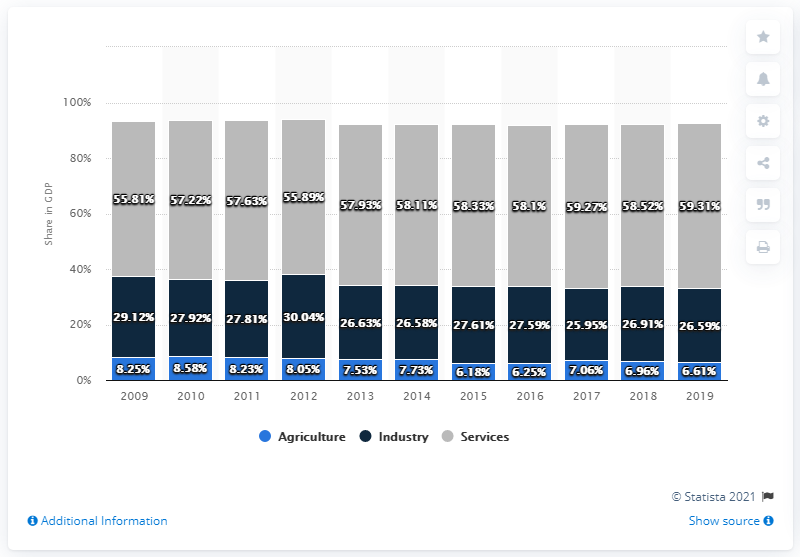 100%
80%
60%
40%
20%
0%
Share in GDP
55.81% 57.22% 57.63% 55.89% 57.93% 58.11% 58.33% 58.1% 59.27% 58.52% 59.31%
29.12% 27.92% 27.81% 30.04% 26.63% 26.58% 27.61% 27.59% 25.95% 26.91% 26.59%
8.25% 8.58% 8.23% 8.05% 7.53% 7.73% 6.18% 6.25% 7.06% 6.96% 6.61%
2009 2010 2011 2012 2013 2014 2015 2016 2017 2018 2019
Agriculture Industry Services
© Statista 2021
Additional Information Show source